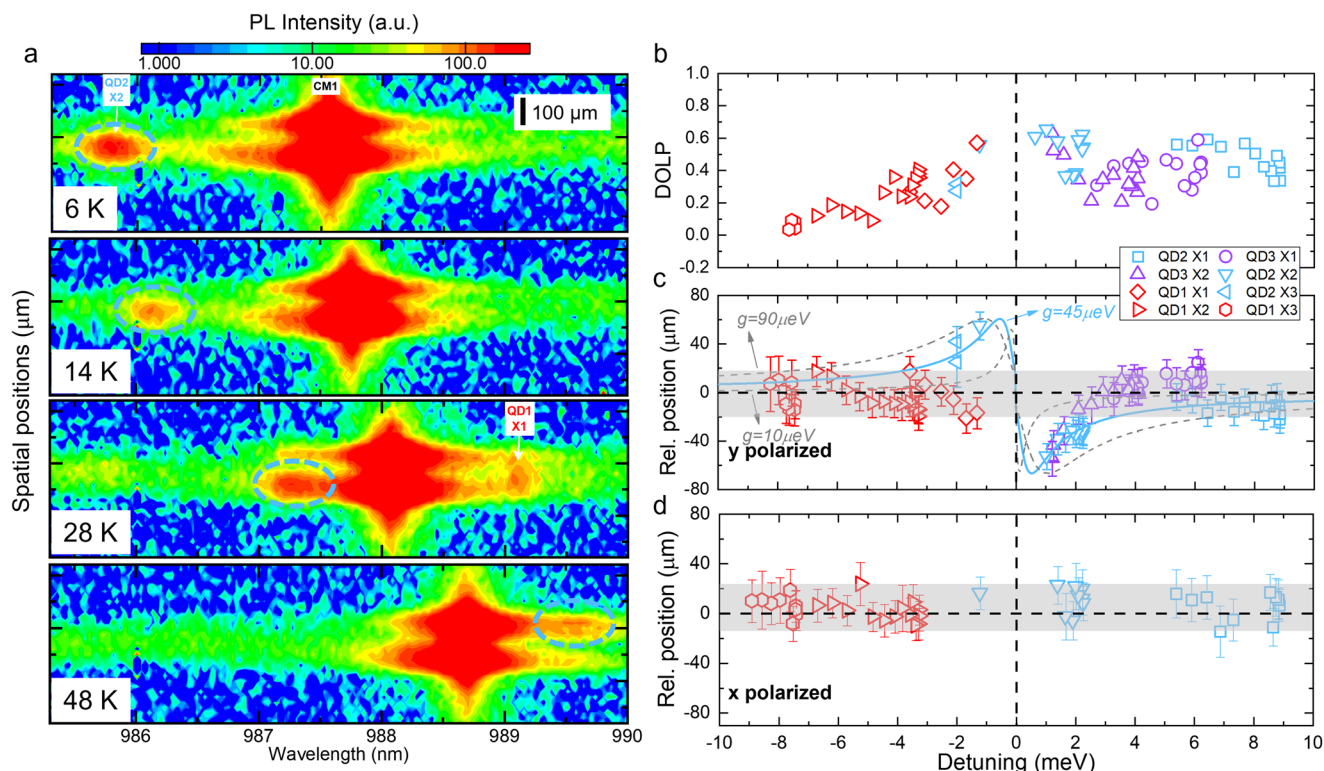 PL Intensity (a.u.)
1.000 10.00 100.0
a
QD2
X2
CM1
100 µm
6 K
14 K
QD1
X1
28 K
48 K
Spatial positions (µm)
986 987 988 989 990
Wavelength (nm)
b
1.0
0.8
0.6
0.4
0.2
0.0
-0.2
DOLP
QD2 X1 QD3 X1
QD3 X2 QD2 X2
QD1 X1 QD2 X3
QD1 X2 QD1 X3
c
80
40
0
-40
-80
Rel. position (µm)
g=90µeV
g=45µeV
g=10µeV
y polarized
d
80
40
0
-40
-80
Rel. position (µm)
x polarized
-10 -8 -6 -4 -2 0 2 4 6 8 10
Detuning (meV)